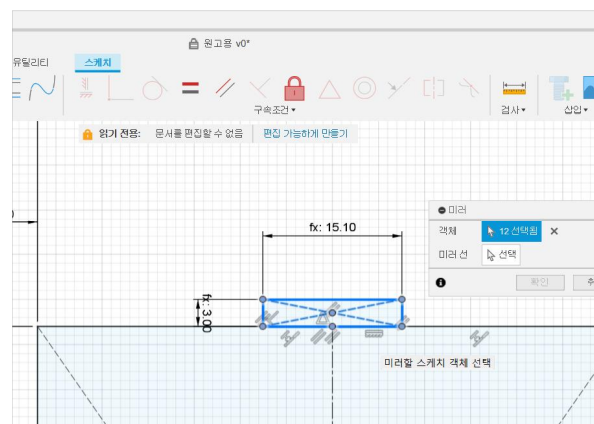 원고용 v0*
유틸리티 스케치
구속조건▾ 검사▾ 삽입▾
읽기 전용: 문서를 편집할 수 없음 편집 가능하게 만들기
미러
객체 12 선택됨 ×
미러 선 선택
확인
fx: 15.10
fx: 3.00
미러할 스케치 객체 선택